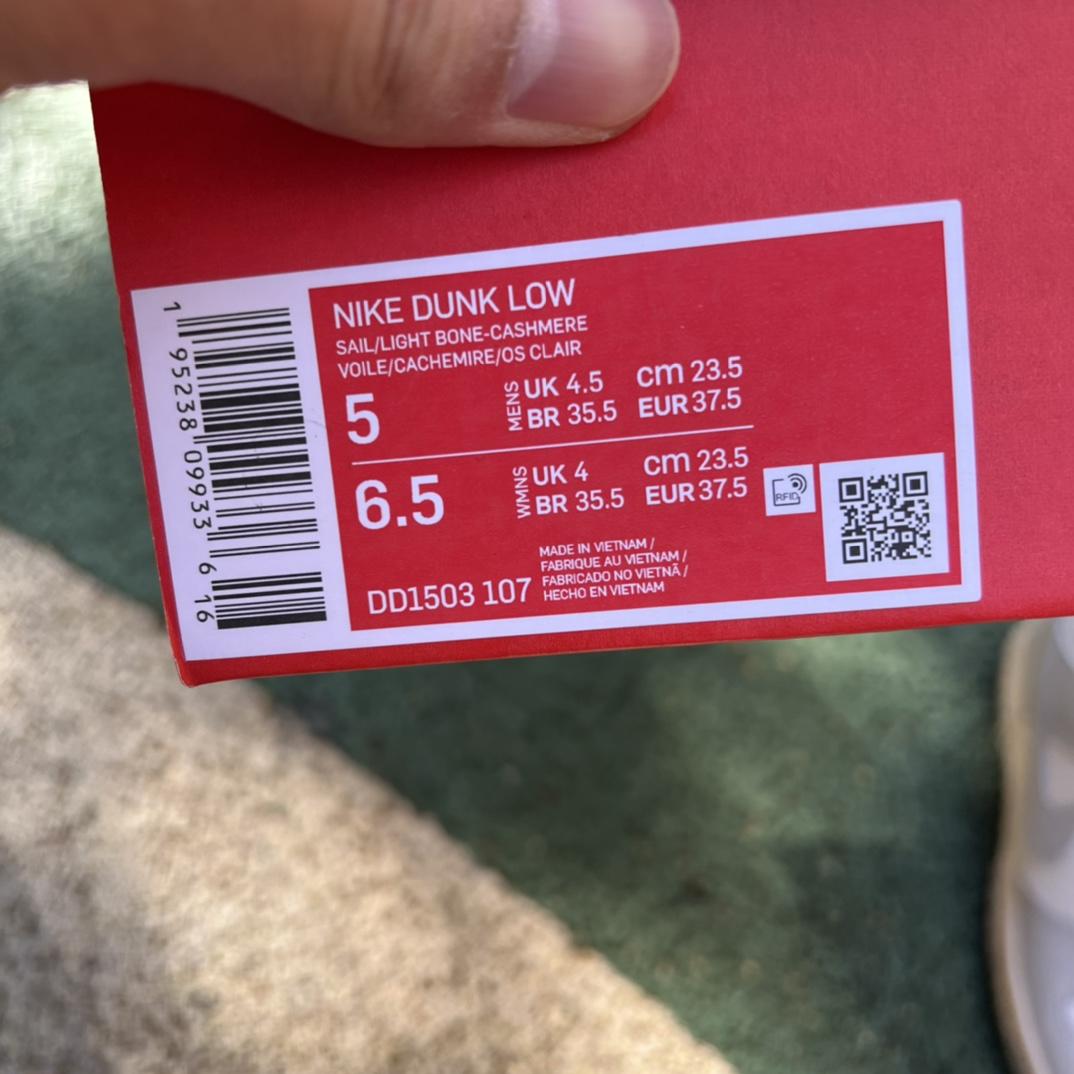 NIKE DUNK LOW
SAIL/LIGHT BONE-CASHMERE
VOILE/CACHEMIRE/OS CLAIR
5 MENS UK 4.5 cm 23.5
BR 35.5 EUR 37.5
6.5 WMNS UK 4 cm 23.5
BR 35.5 EUR 37.5
RFID
MADE IN VIETNAM /
FABRIQUE AU VIETNAM /
FABRICADO NO VIETNÃ /
HECHO EN VIETNAM
DD1503 107
1 95238 09933 6 16